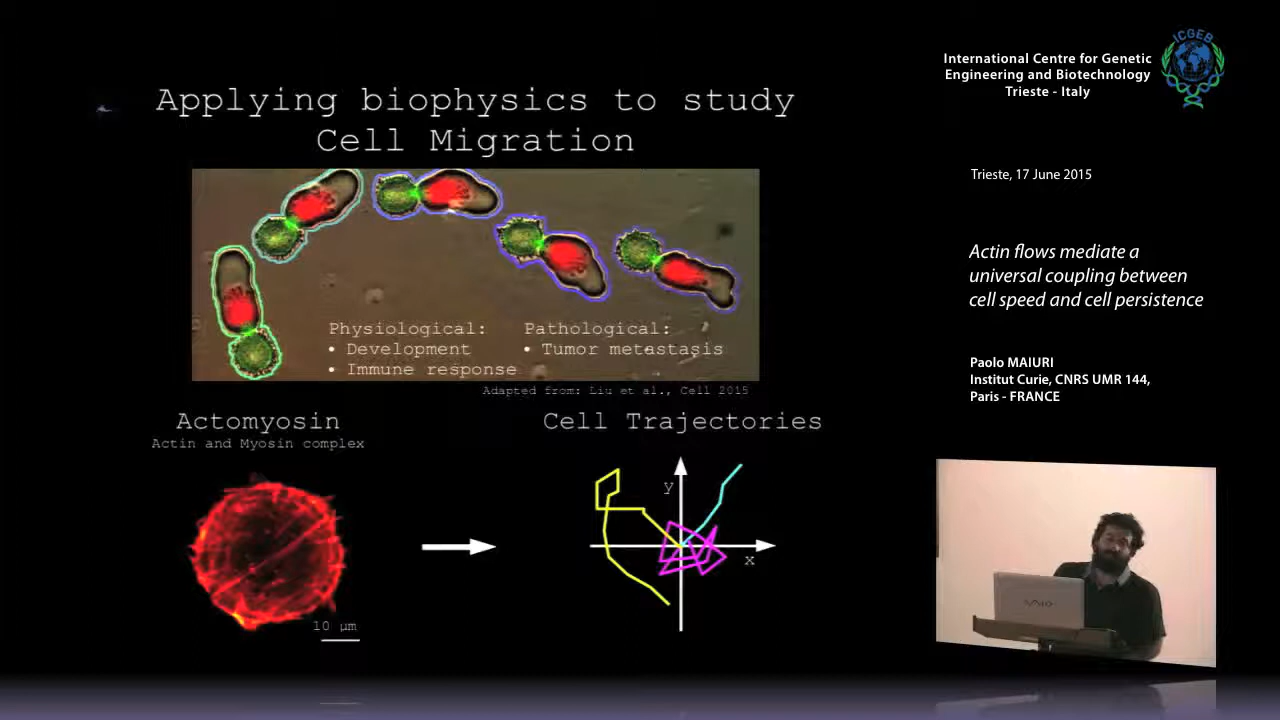 Applying biophysics to study
Cell Migration
Physiological:
• Development
• Immune response
Pathological:
• Tumor metastasis
Adapted from: Liu et al., Cell 2015
Actomyosin
Actin and Myosin complex
10 µm
Cell Trajectories
y
x
International Centre for Genetic
Engineering and Biotechnology
Trieste - Italy
ICGEB
Trieste, 17 June 2015
Actin flows mediate a
universal coupling between
cell speed and cell persistence
Paolo MAIURI
Institut Curie, CNRS UMR 144,
Paris - FRANCE
VAIO